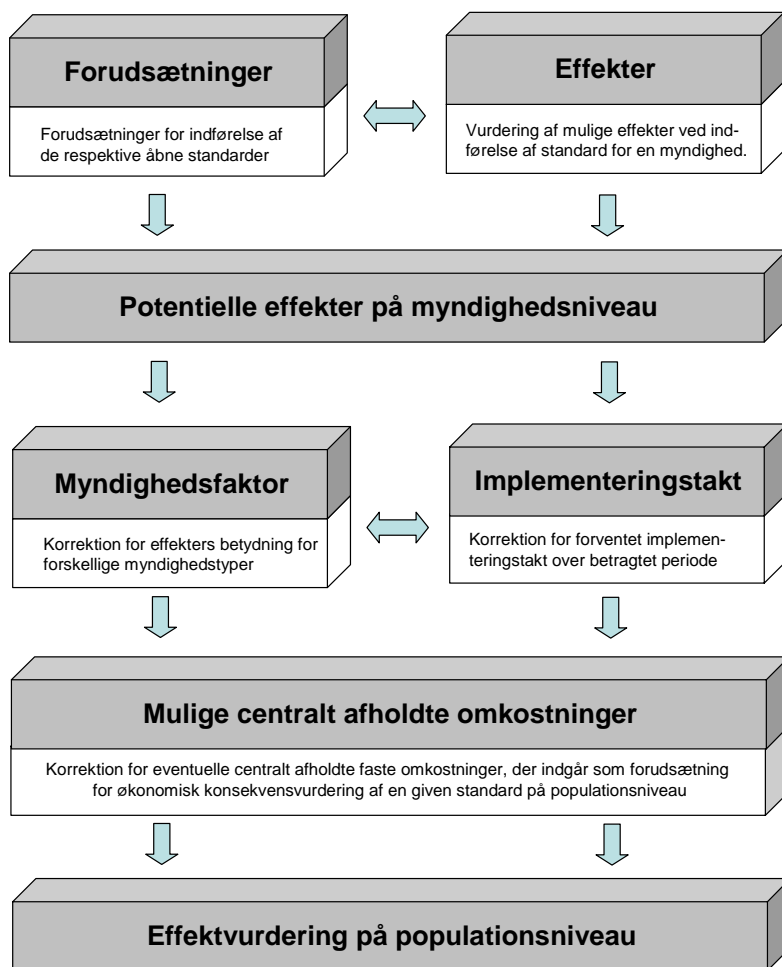 Forudsætninger
Forudsætninger for indførelse af
de respektive åbne standarder
Effekter
Vurdering af mulige effekter ved ind-
førelse af standard for en myndighed.
Potentielle effekter på myndighedsniveau
Myndighedsfaktor
Korrektion for effekters betydning for
forskellige myndighedstyper
Implementeringstakt
Korrektion for forventet implemen-
teringstakt over betragtet periode
Mulige centralt afholdte omkostninger
Korrektion for eventuelle centralt afholdte faste omkostninger, der indgår som forudsætning
for økonomisk konsekvensvurdering af en given standard på populationsniveau
Effektvurdering på populationsniveau